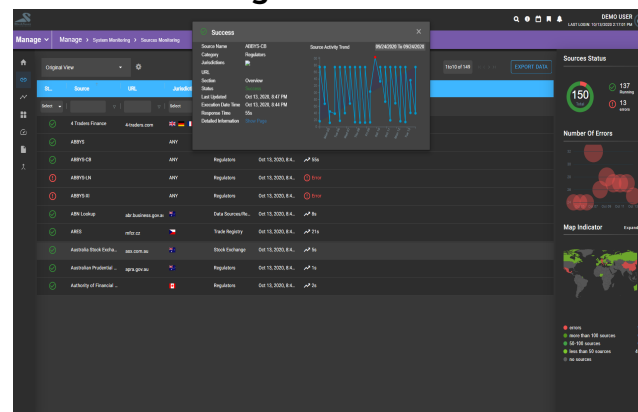 DEMO USER
LAST LOGIN: 10/13/2020 2:17:03 PM
Manage
Manage > System Monitoring > Sources Monitoring
Success
X
Source Name ABBYS-CB
Category Regulators
Jurisdictions
URL
Section Overview
Status Success
Last Updated Oct 13, 2020, 8:47 PM
Execution Date Time Oct 13, 2020, 8:44 PM
Response Time 55s
Detailed Information Show Page
Source Activity Trend
09/24/2020 To 09/24/2020
Original View
1to10 of 149
EXPORT DATA
St... Source URL Jurisdicti
Select Select
4 Traders Finance 4-traders.com
ABBYS ANY
ABBYS-CB ANY Regulators Oct 13, 2020, 8:4... 55s
ABBYS-LN ANY Regulators Oct 13, 2020, 8:4... Error
ABBYS-XI ANY Regulators Oct 13, 2020, 8:4... Error
ABN Lookup abr.business.gov.au Data Sources/Re... Oct 13, 2020, 8:4... 8s
ARES mfcr.cz Trade Registry Oct 13, 2020, 8:4... 21s
Australia Stock Excha... asx.com.au Stock Exchange Oct 13, 2020, 8:4... 5s
Australian Prudential ... apra.gov.au Regulators Oct 13, 2020, 8:4... 1s
Authority of Financial ... Regulators Oct 13, 2020, 8:4... 2s
Sources Status
150
Total
137
Running
13
errors
Number Of Errors
Map Indicator
Expand
errors
more than 100 sources
50-100 sources
less than 50 sources
no sources